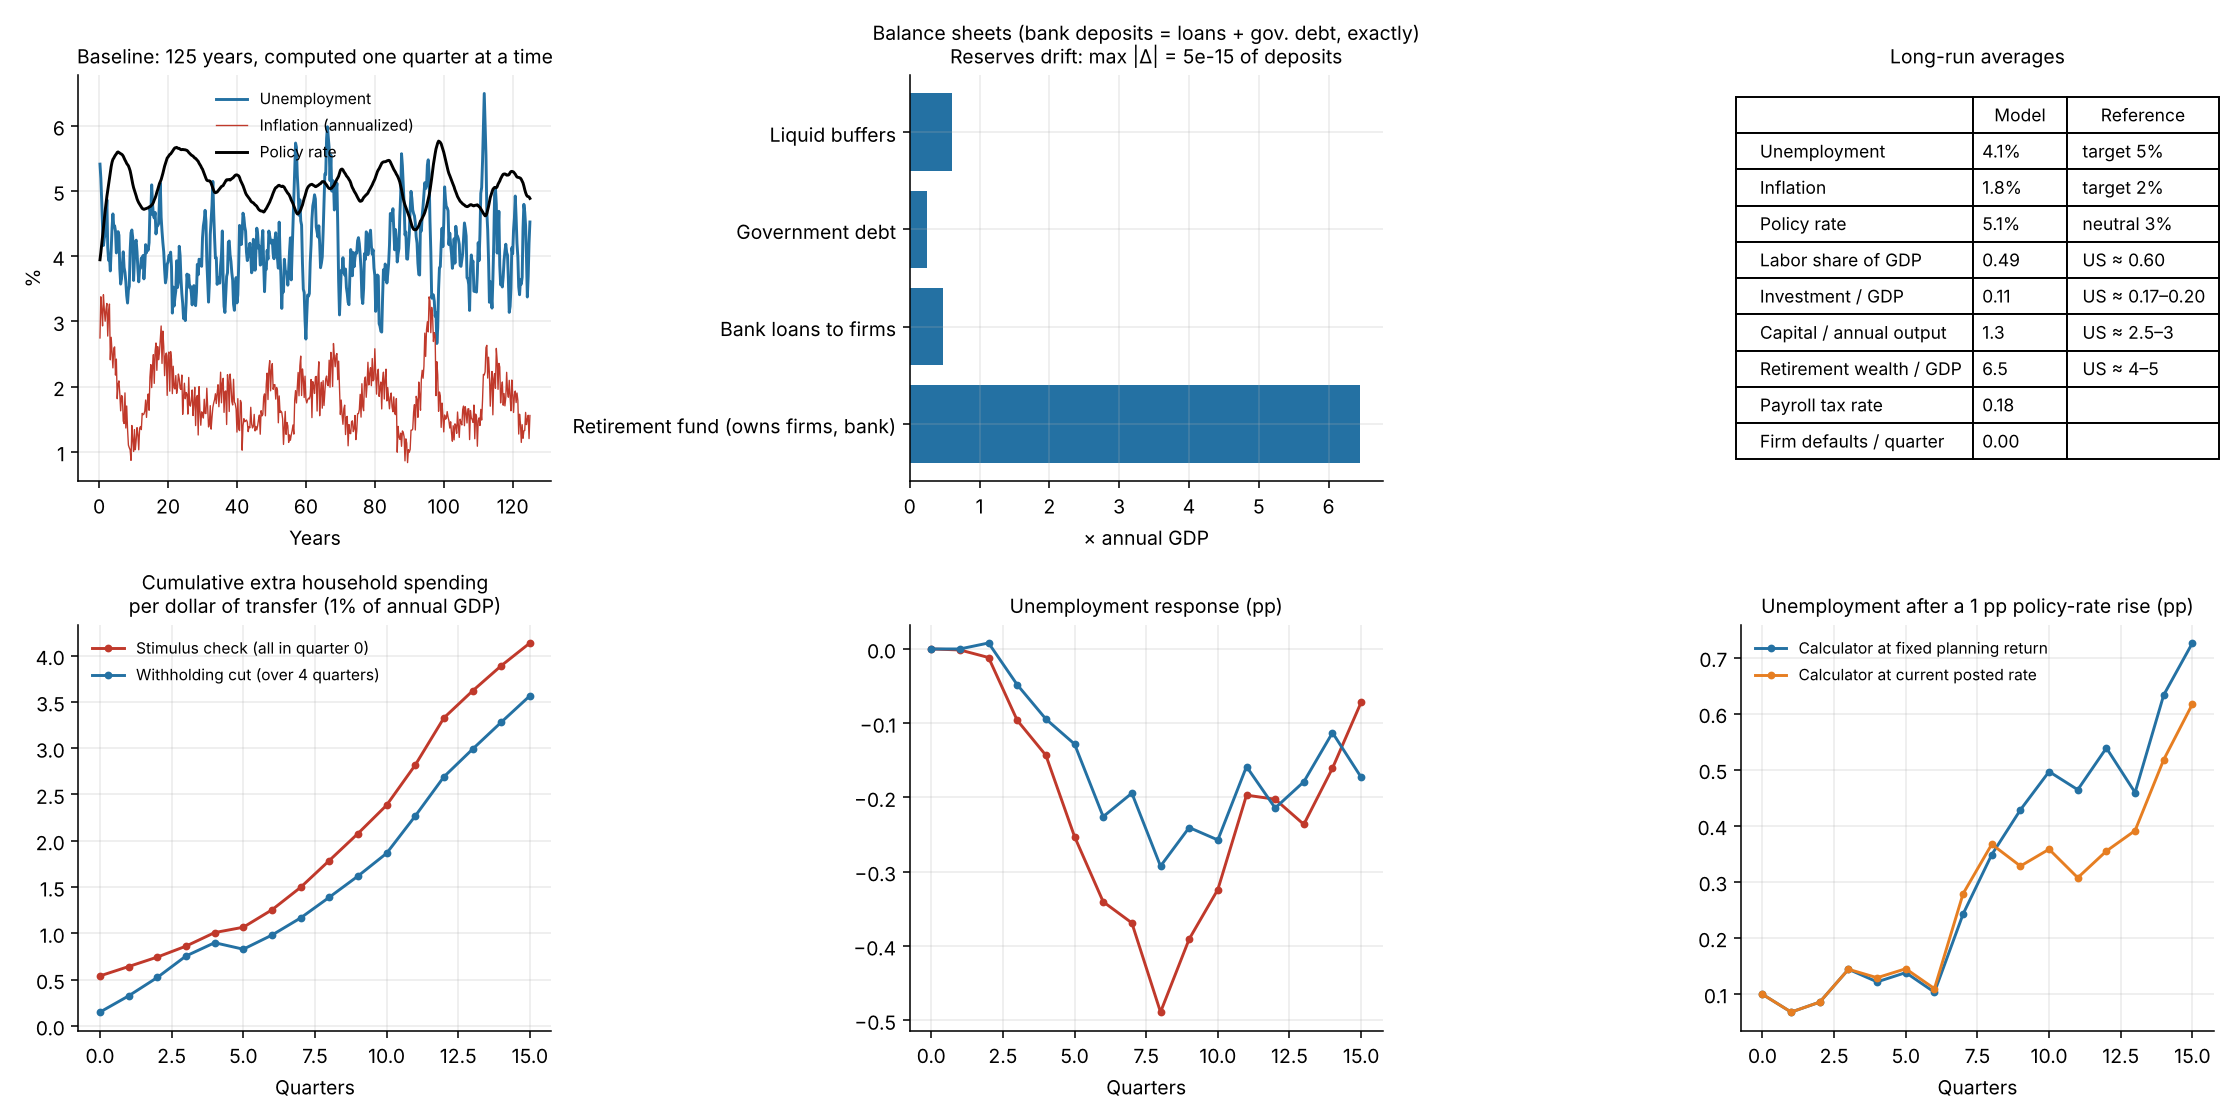 Baseline: 125 years, computed one quarter at a time
Unemployment
Inflation (annualized)
Policy rate
%
6
5
4
3
2
1
0 20 40 60 80 100 120
Years
Balance sheets (bank deposits = loans + gov. debt, exactly)
Reserves drift: max |Δ| = 5e-15 of deposits
Liquid buffers
Government debt
Bank loans to firms
Retirement fund (owns firms, bank)
0 1 2 3 4 5 6
× annual GDP
Long-run averages
Model Reference
Unemployment 4.1% target 5%
Inflation 1.8% target 2%
Policy rate 5.1% neutral 3%
Labor share of GDP 0.49 US ≈ 0.60
Investment / GDP 0.11 US ≈ 0.17–0.20
Capital / annual output 1.3 US ≈ 2.5–3
Retirement wealth / GDP 6.5 US ≈ 4–5
Payroll tax rate 0.18
Firm defaults / quarter 0.00
Cumulative extra household spending
per dollar of transfer (1% of annual GDP)
Stimulus check (all in quarter 0)
Withholding cut (over 4 quarters)
4.0
3.5
3.0
2.5
2.0
1.5
1.0
0.5
0.0
0.0 2.5 5.0 7.5 10.0 12.5 15.0
Quarters
Unemployment response (pp)
0.0
−0.1
−0.2
−0.3
−0.4
−0.5
0.0 2.5 5.0 7.5 10.0 12.5 15.0
Quarters
Unemployment after a 1 pp policy-rate rise (pp)
Calculator at fixed planning return
Calculator at current posted rate
0.7
0.6
0.5
0.4
0.3
0.2
0.1
0.0 2.5 5.0 7.5 10.0 12.5 15.0
Quarters